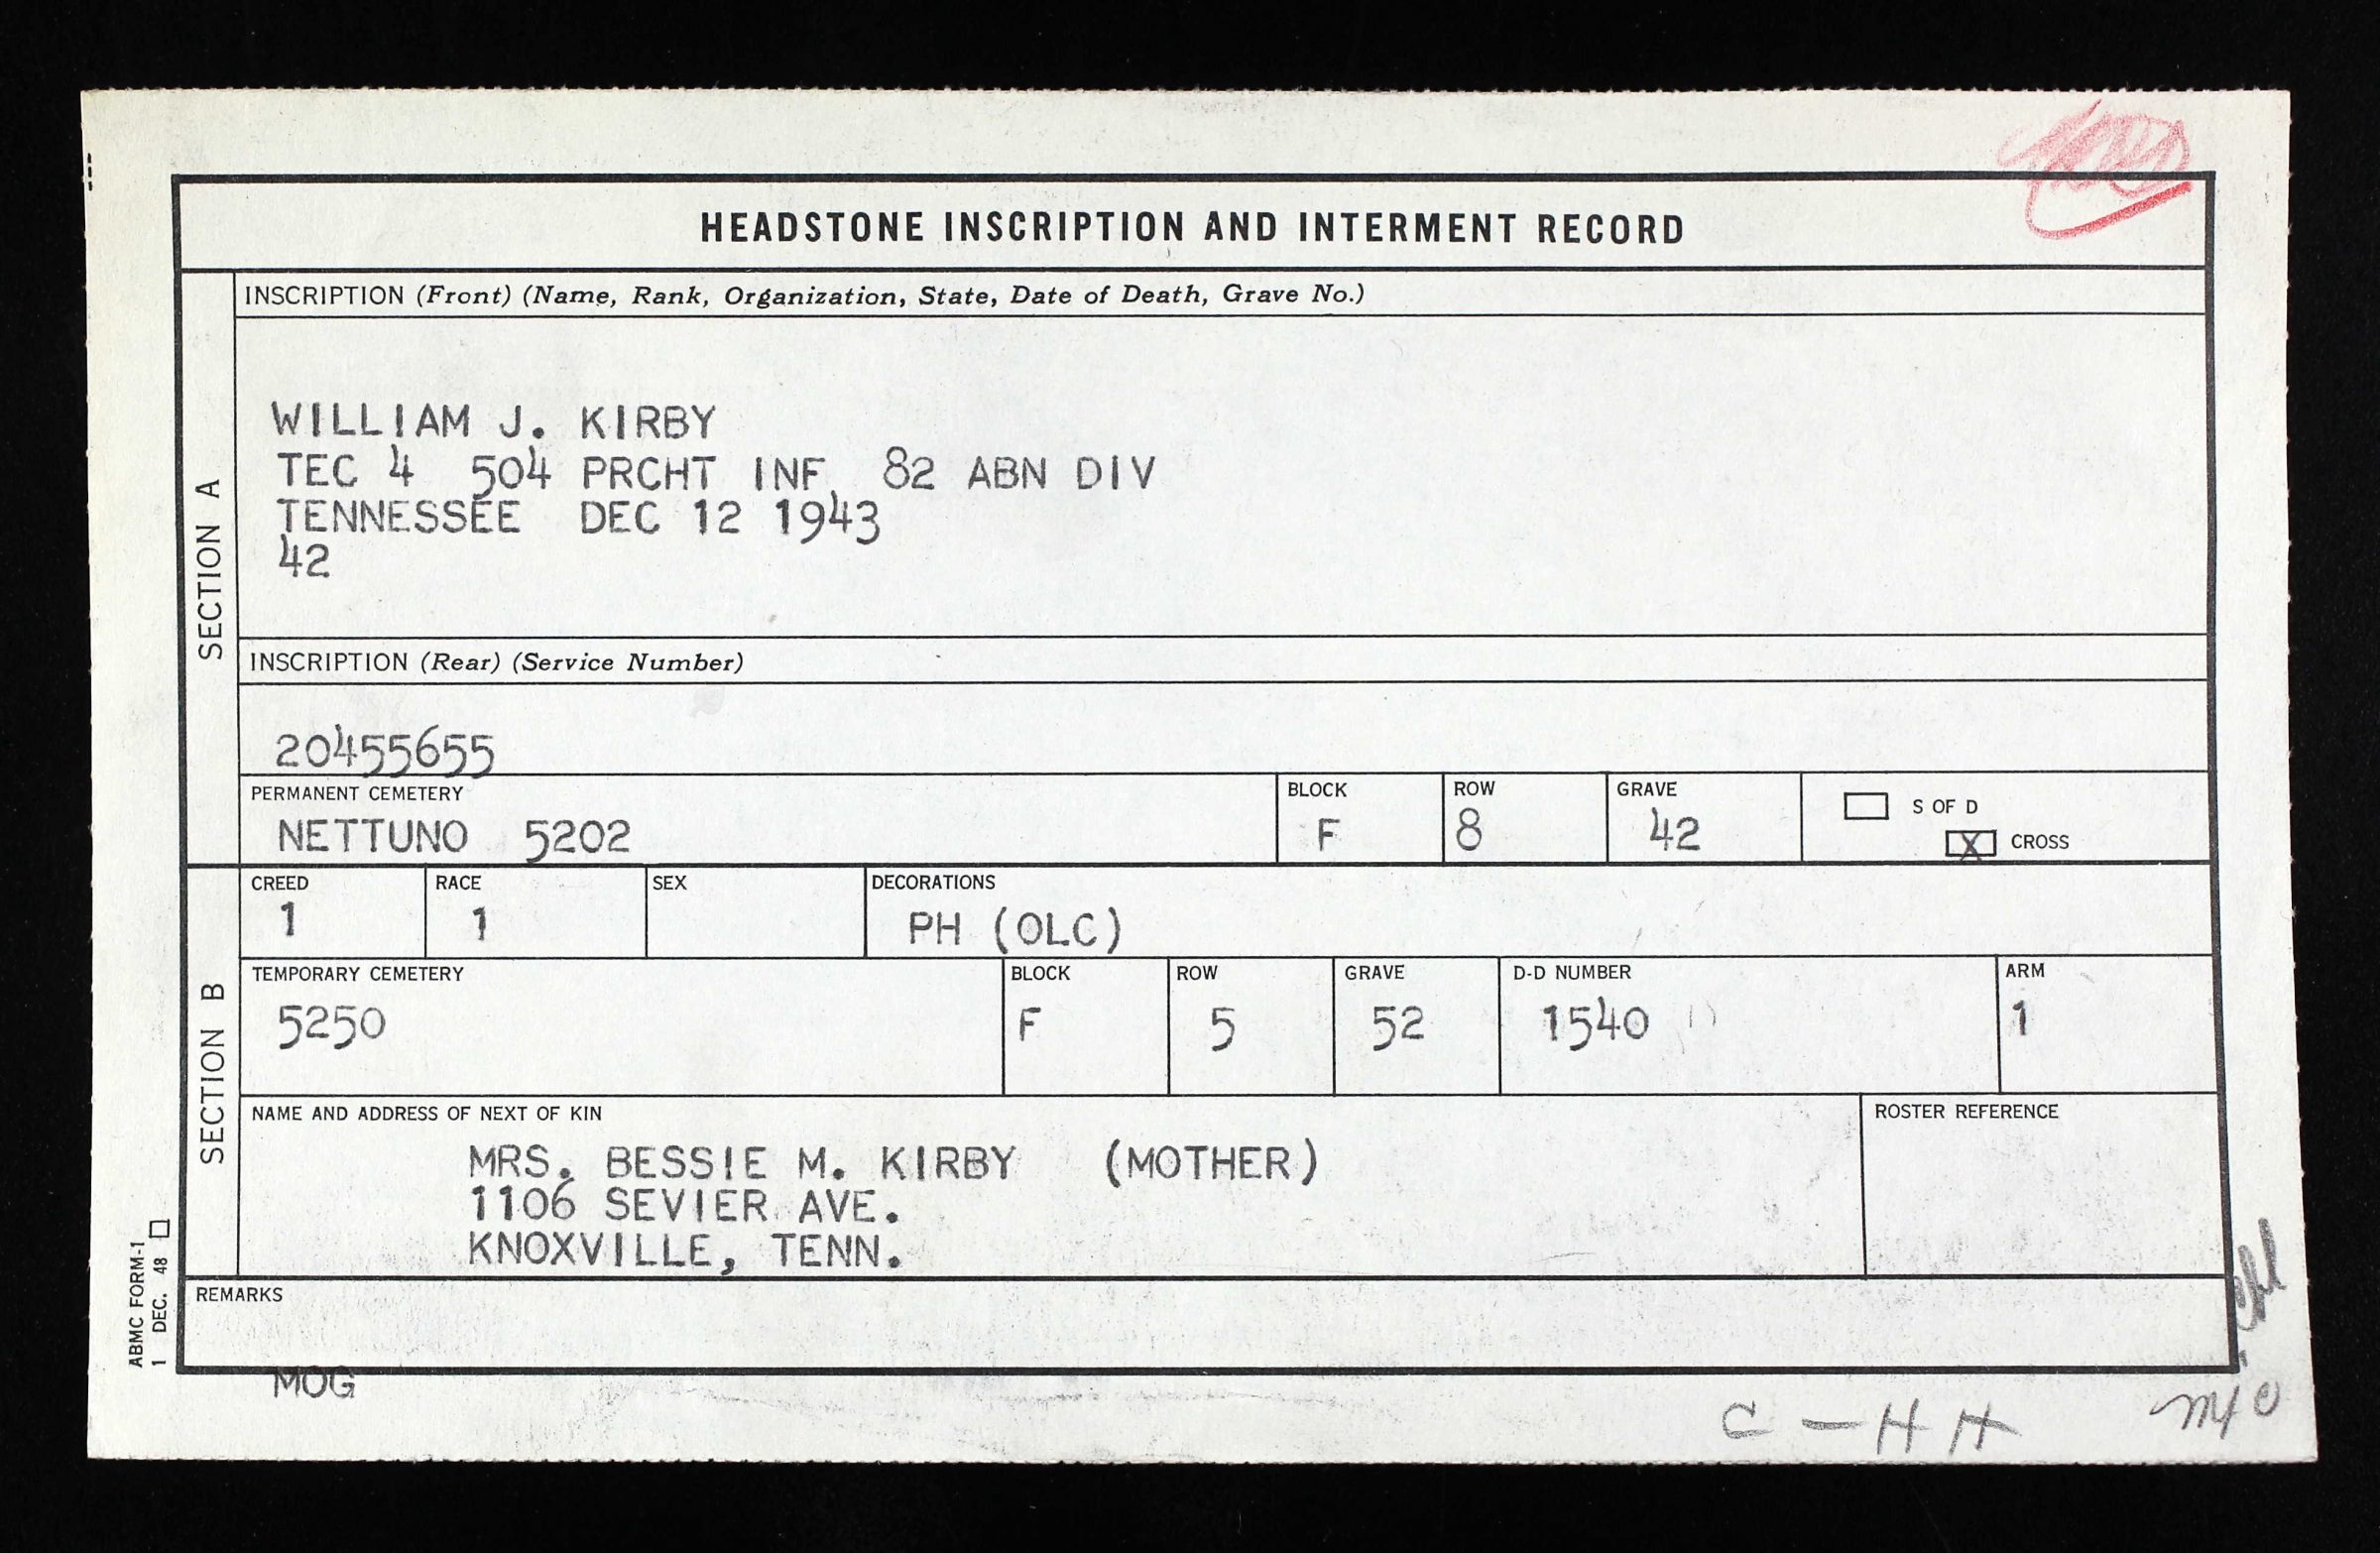 HEADSTONE INSCRIPTION AND INTERMENT RECORD
SECTION A
INSCRIPTION (Front) (Name, Rank, Organization, State, Date of Death, Grave No.)
WILLIAM J. KIRBY
TEC 4 504 PRCHT INF 82 ABN DIV
TENNESSEE DEC 12 1943
42
INSCRIPTION (Rear) (Service Number)
20455655
PERMANENT CEMETERY BLOCK ROW GRAVE S OF D
NETTUNO 5202 F 8 42 X CROSS
SECTION B
CREED RACE SEX DECORATIONS
1 1 PH (OLC)
TEMPORARY CEMETERY BLOCK ROW GRAVE D-D NUMBER ARM
5250 F 5 52 1540 1
NAME AND ADDRESS OF NEXT OF KIN ROSTER REFERENCE
MRS. BESSIE M. KIRBY (MOTHER)
1106 SEVIER AVE.
KNOXVILLE, TENN.
REMARKS
ABMC FORM-1
1 DEC. 48
MOG
C - H H